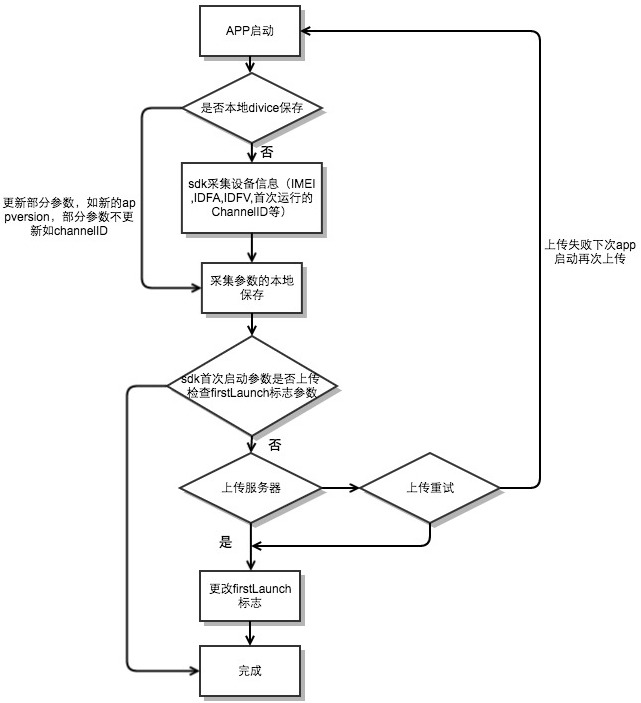 APP启动
是否本地divice保存
否
sdk采集设备信息（IMEI
,IDFA,IDFV,首次运行的
ChannelID等）
更新部分参数，如新的ap
pversion，部分参数不更
新如channelID
上传失败下次app
启动再次上传
采集参数的本地
保存
sdk首次启动参数是否上传
检查firstLaunch标志参数
否
上传服务器
上传重试
是
更改firstLaunch
标志
完成